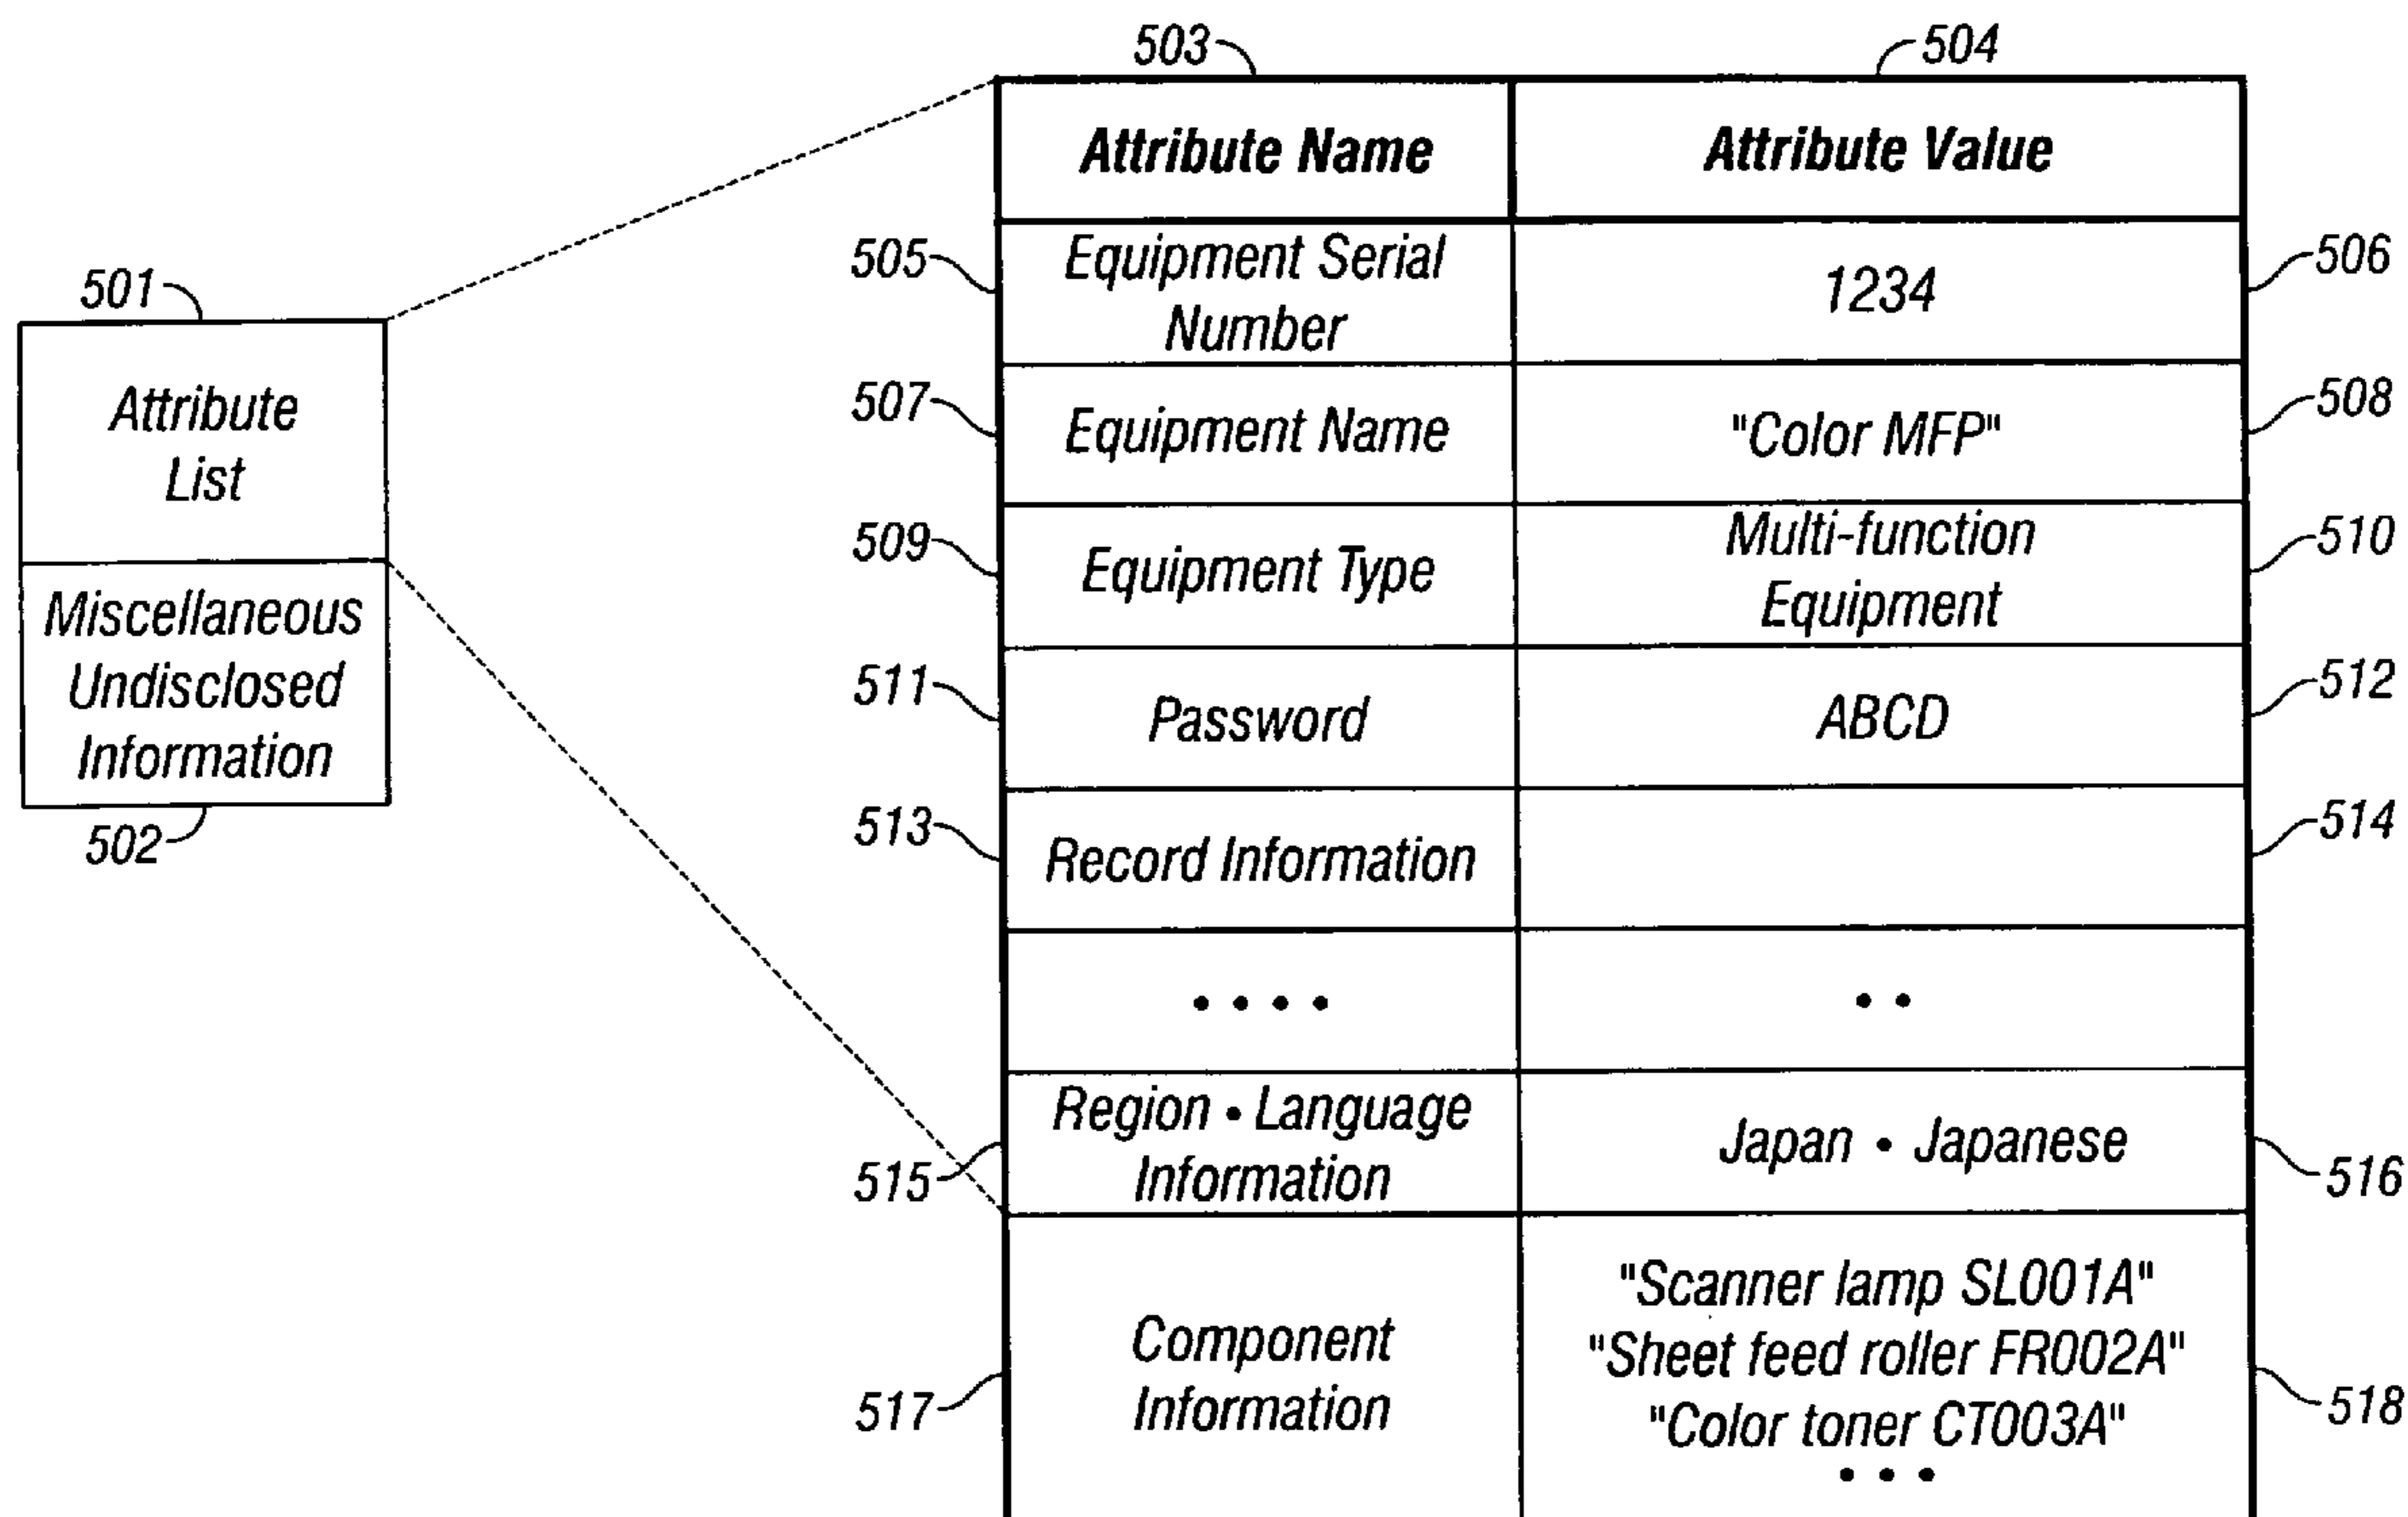 503
504
Attribute Name
Attribute Value
501
Attribute
List
Miscellaneous
Undisclosed
Information
502
505
Equipment Serial
Number
1234
506
507
Equipment Name
"Color MFP"
508
509
Equipment Type
Multi-function
Equipment
510
511
Password
ABCD
512
513
Record Information
514
• • • •
• •
515
Region • Language
Information
Japan • Japanese
516
517
Component
Information
"Scanner lamp SL001A"
"Sheet feed roller FR002A"
"Color toner CT003A"
• • •
518